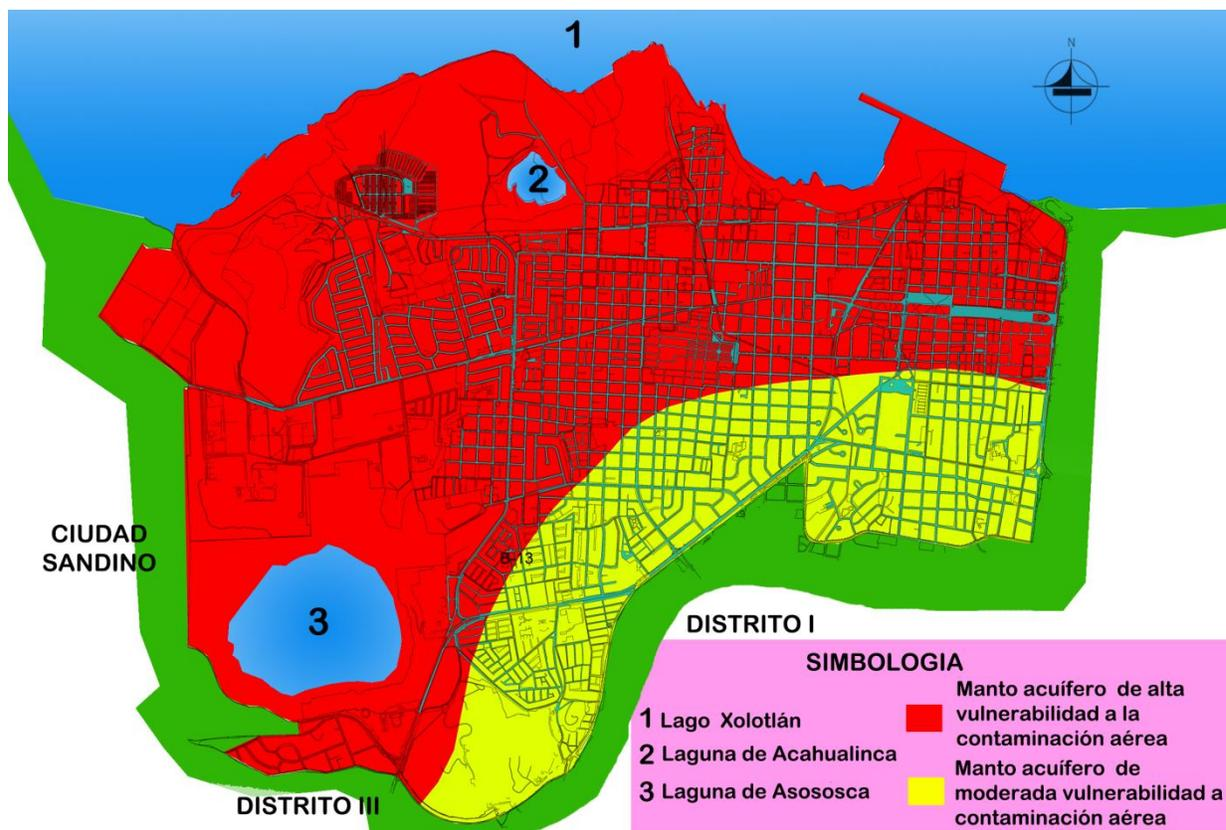 1
N
2
CIUDAD
SANDINO
B-13
3
DISTRITO I
DISTRITO III
SIMBOLOGIA
1 Lago Xolotlán
2 Laguna de Acahualinca
3 Laguna de Asososca
Manto acuífero de alta
vulnerabilidad a la
contaminación aérea
Manto acuífero de
moderada vulnerabilidad a
contaminación aérea